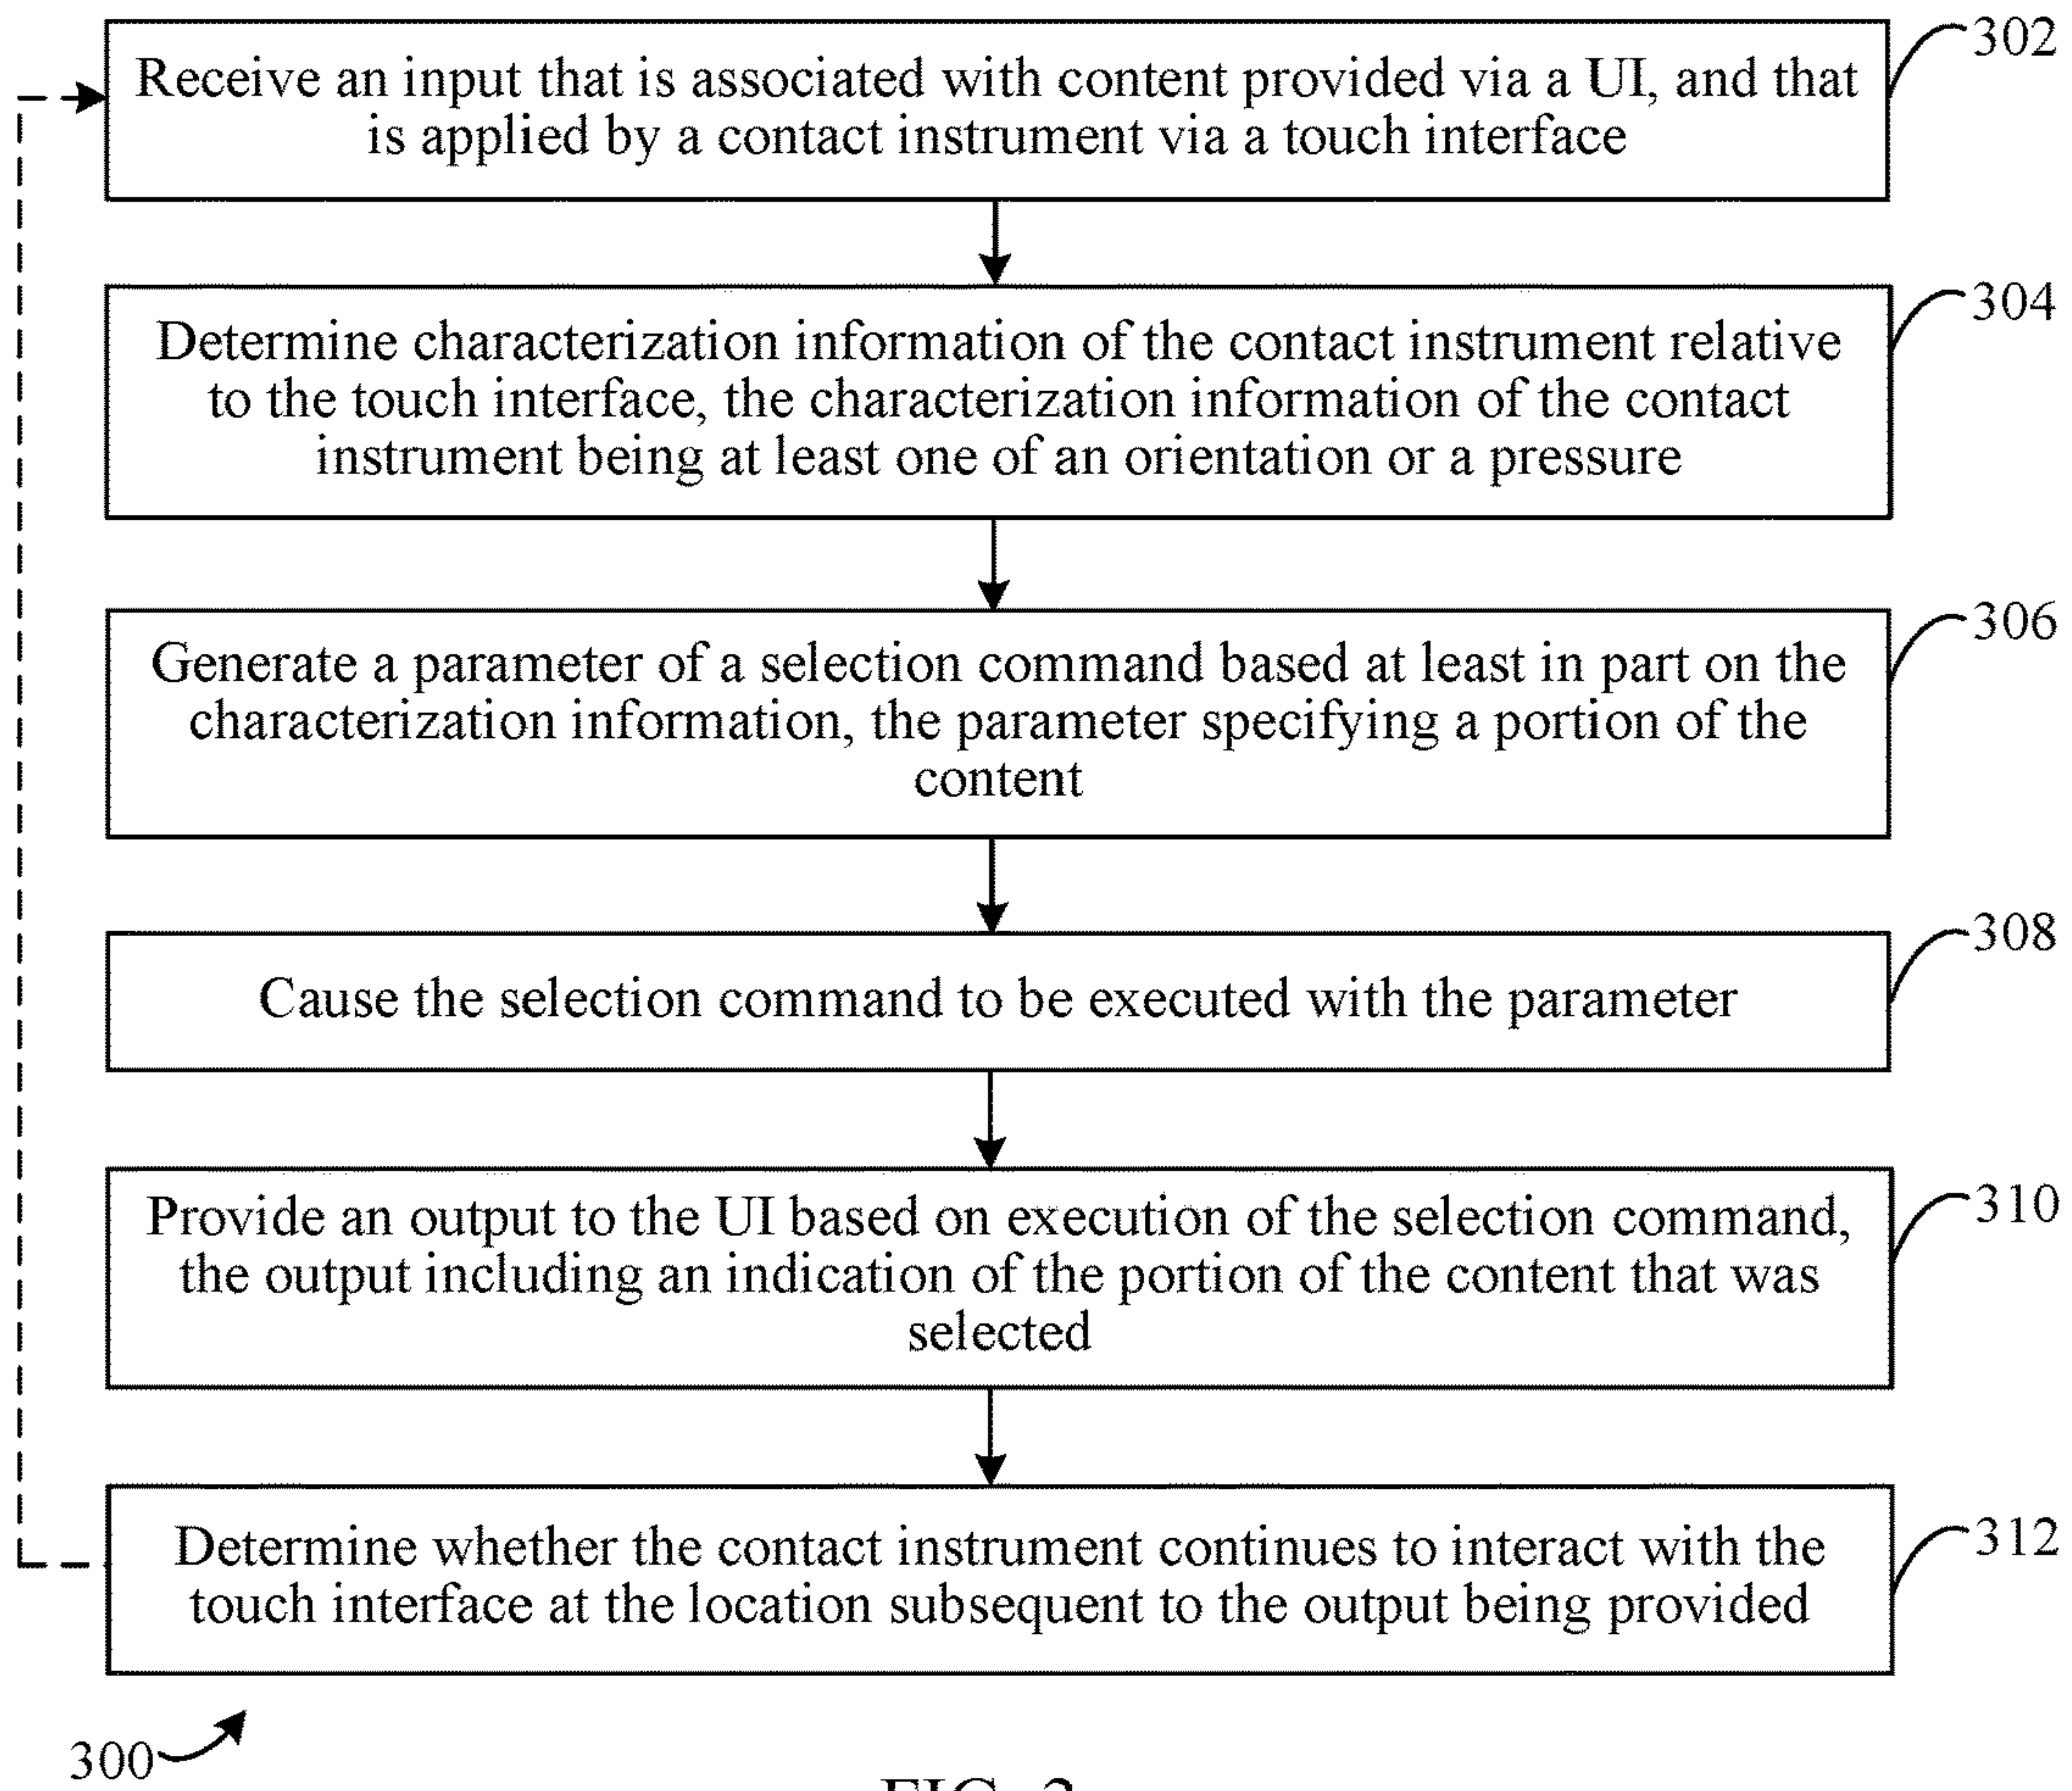 302
Receive an input that is associated with content provided via a UI, and that
is applied by a contact instrument via a touch interface
304
Determine characterization information of the contact instrument relative
to the touch interface, the characterization information of the contact
instrument being at least one of an orientation or a pressure
306
Generate a parameter of a selection command based at least in part on the
characterization information, the parameter specifying a portion of the
content
308
Cause the selection command to be executed with the parameter
310
Provide an output to the UI based on execution of the selection command,
the output including an indication of the portion of the content that was
selected
312
Determine whether the contact instrument continues to interact with the
touch interface at the location subsequent to the output being provided
300